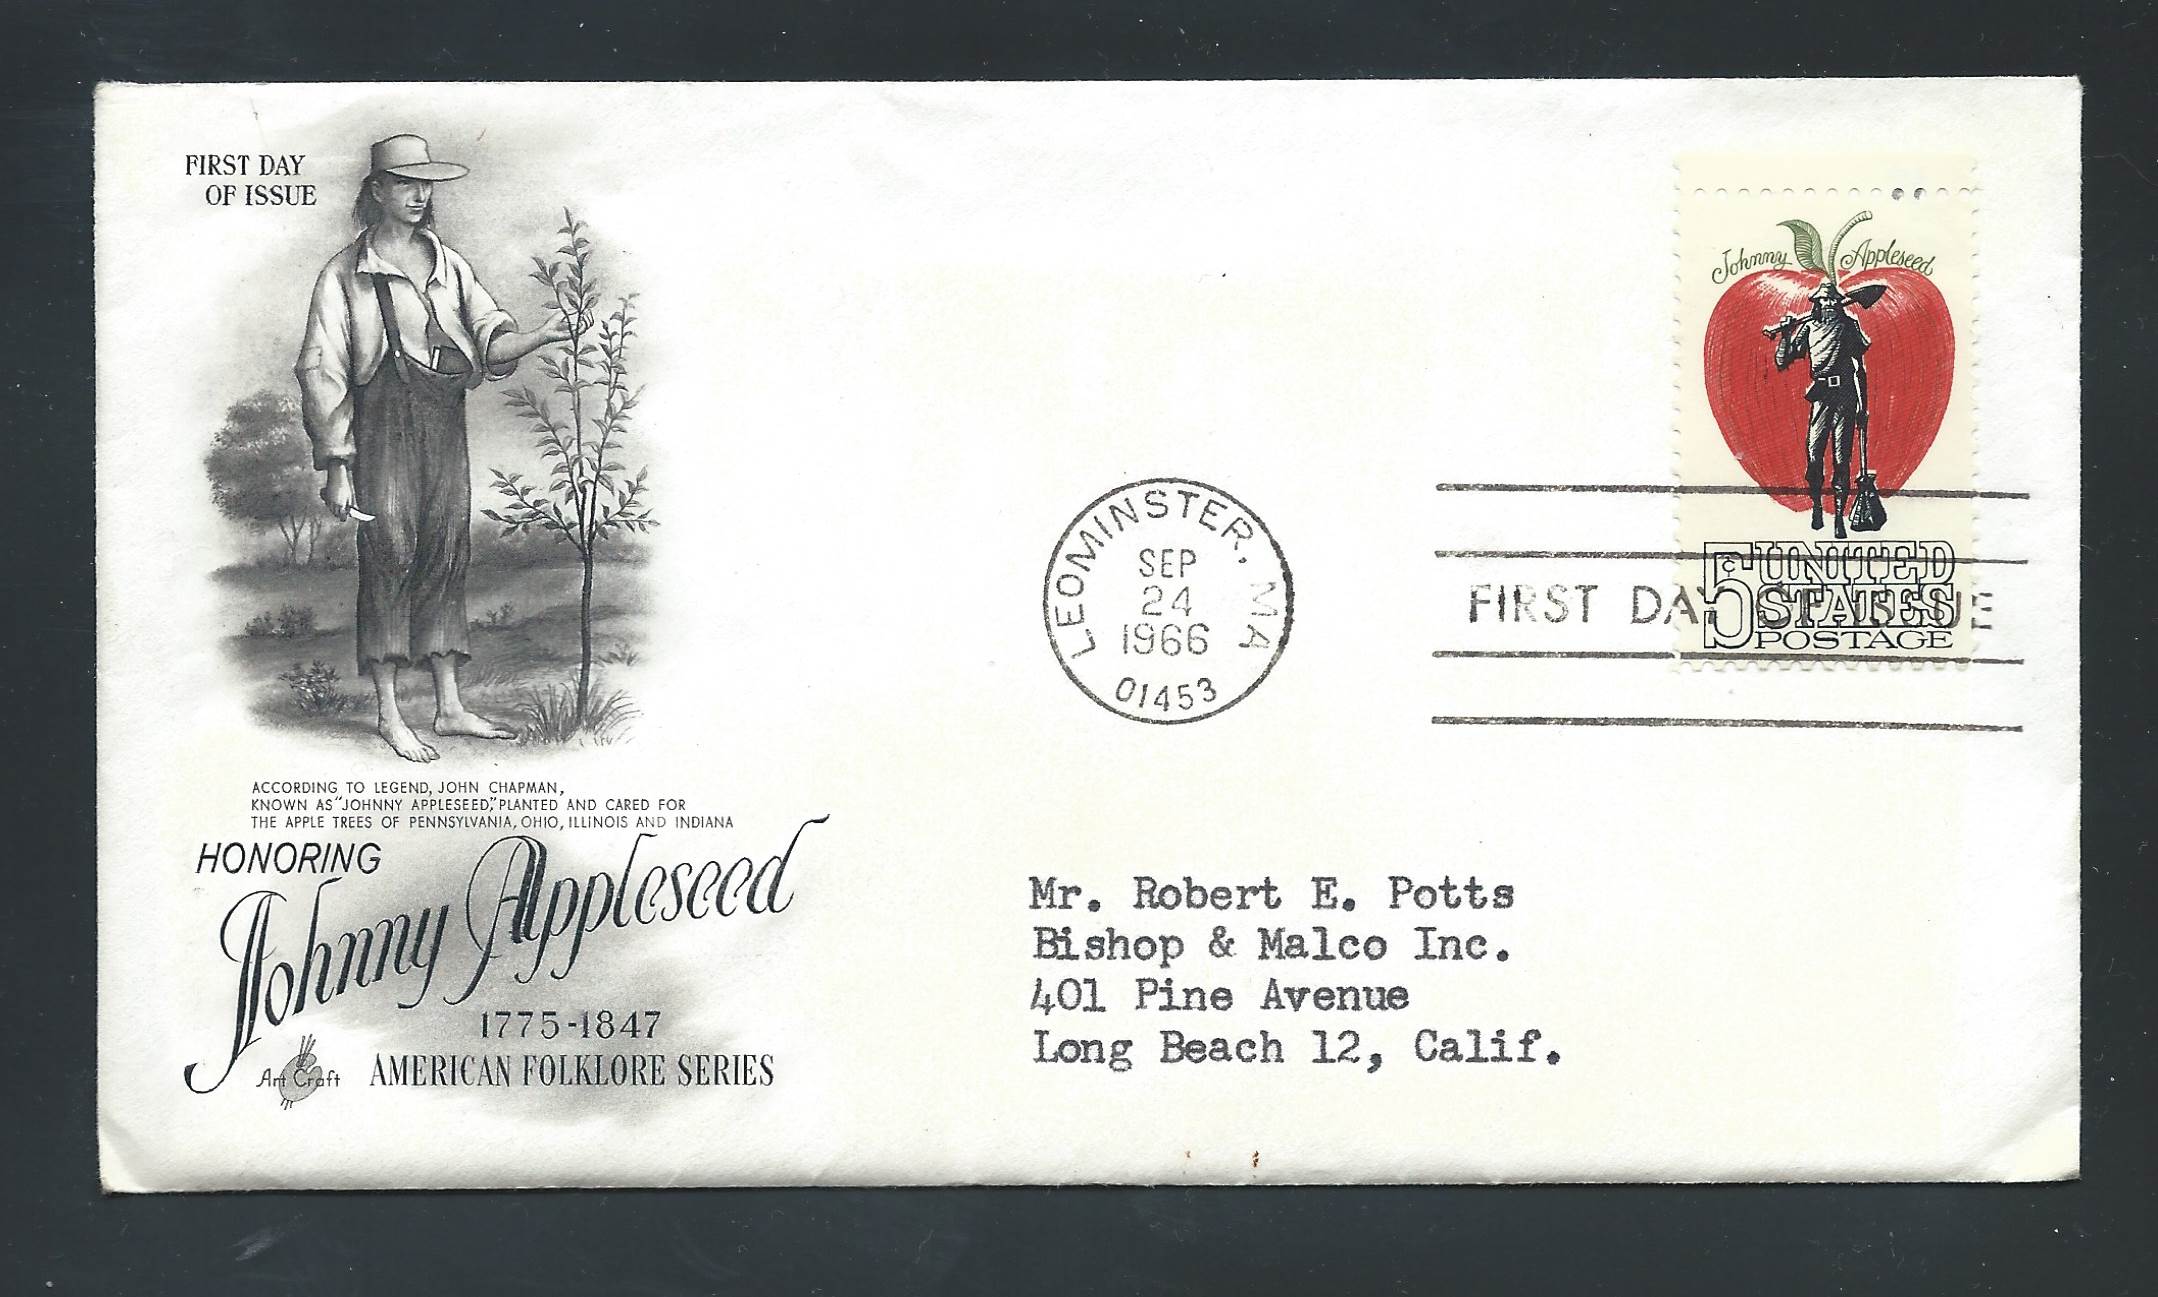 FIRST DAY
OF ISSUE
ACCORDING TO LEGEND, JOHN CHAPMAN,
KNOWN AS "JOHNNY APPLESEED," PLANTED AND CARED FOR
THE APPLE TREES OF PENNSYLVANIA, OHIO, ILLINOIS AND INDIANA
HONORING
Johnny Appleseed
1775-1847
Art Craft
AMERICAN FOLKLORE SERIES
LEOMINSTER, MA
SEP
24
1966
01453
Johnny Appleseed
FIRST DAY OF ISSUE
5¢ UNITED
STATES
POSTAGE
Mr. Robert E. Potts
Bishop & Malco Inc.
401 Pine Avenue
Long Beach 12, Calif.